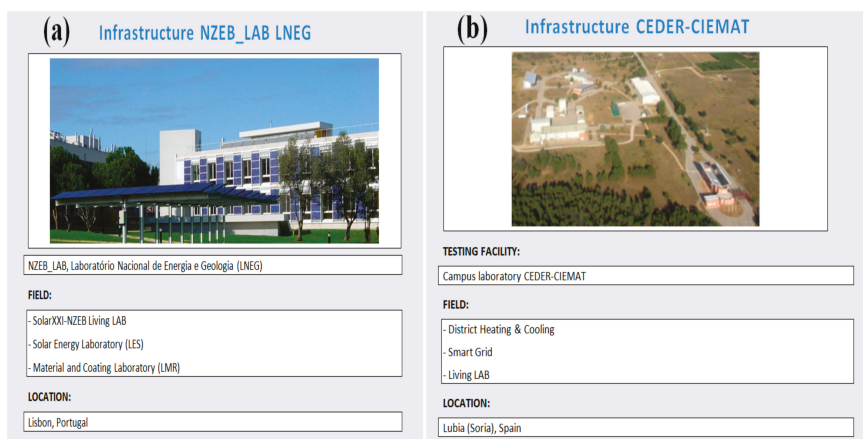 (a) Infrastructure NZEB_LAB LNEG
NZEB_LAB, Laboratório Nacional de Energia e Geologia (LNEG)
FIELD:
- SolarXXI-NZEB Living LAB
- Solar Energy Laboratory (LES)
- Material and Coating Laboratory (LMR)
LOCATION:
Lisbon, Portugal
(b) Infrastructure CEDER-CIEMAT
TESTING FACILITY:
Campus laboratory CEDER-CIEMAT
FIELD:
- District Heating & Cooling
- Smart Grid
- Living LAB
LOCATION:
Lubia (Soria), Spain